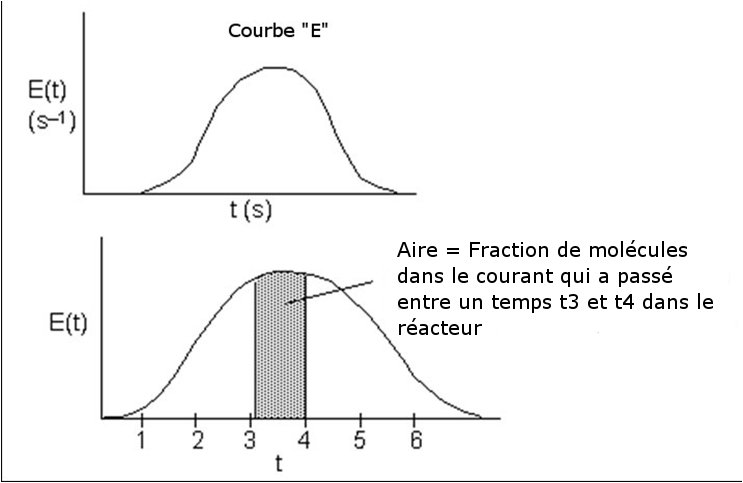 Courbe "E"
E(t)
(s–1)
t (s)
Aire = Fraction de molécules
dans le courant qui a passé
entre un temps t3 et t4 dans le
réacteur
E(t)
1 2 3 4 5 6
t